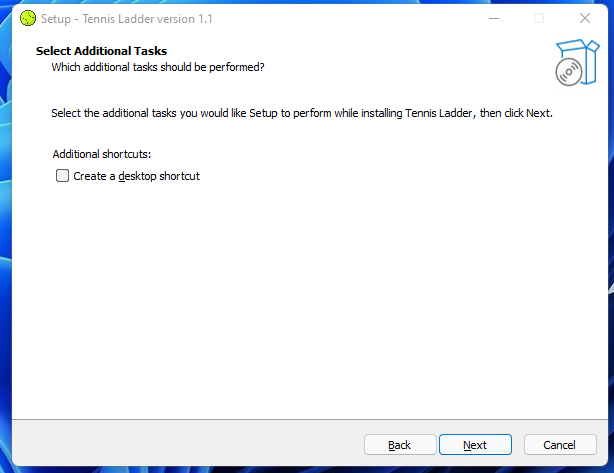 Setup - Tennis Ladder version 1.1
Select Additional Tasks
Which additional tasks should be performed?
Select the additional tasks you would like Setup to perform while installing Tennis Ladder, then click Next.
Additional shortcuts:
Create a desktop shortcut
Back Next Cancel